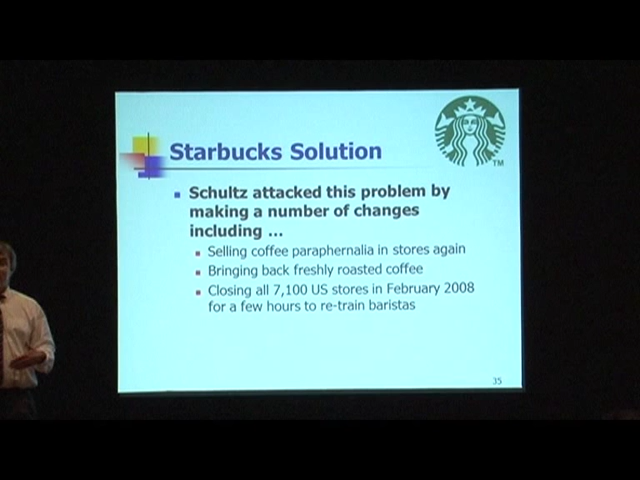 Starbucks Solution
TM
Schultz attacked this problem by
making a number of changes
including ...
Selling coffee paraphernalia in stores again
Bringing back freshly roasted coffee
Closing all 7,100 US stores in February 2008
for a few hours to re-train baristas
35